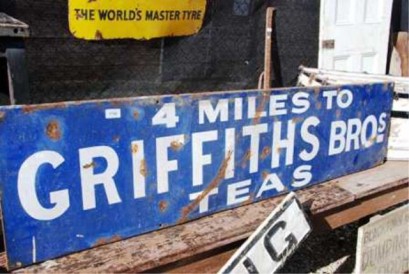 THE WORLD'S MASTER TYRE
4 MILES TO
GRIFFITHS BROS
TEAS